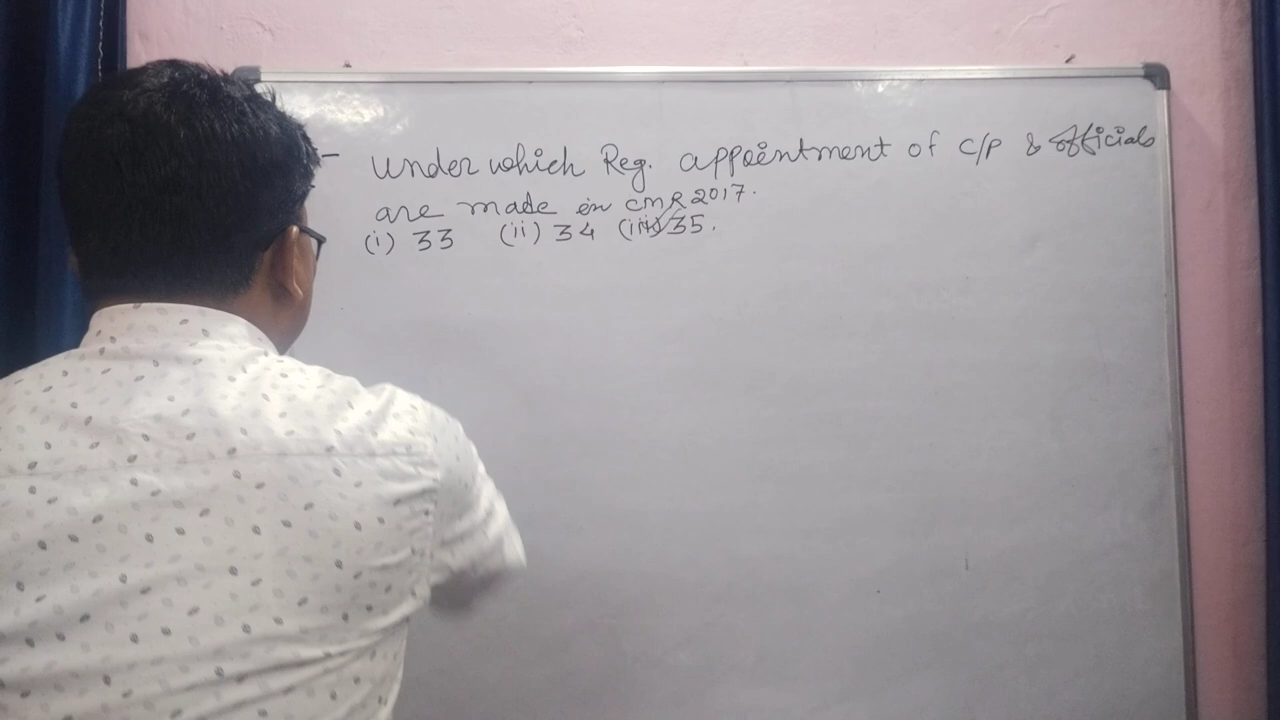 - Under which Reg. appointment of C/P & officials
are made in CMR 2017.
(i) 33 (ii) 34 (iii) 35.